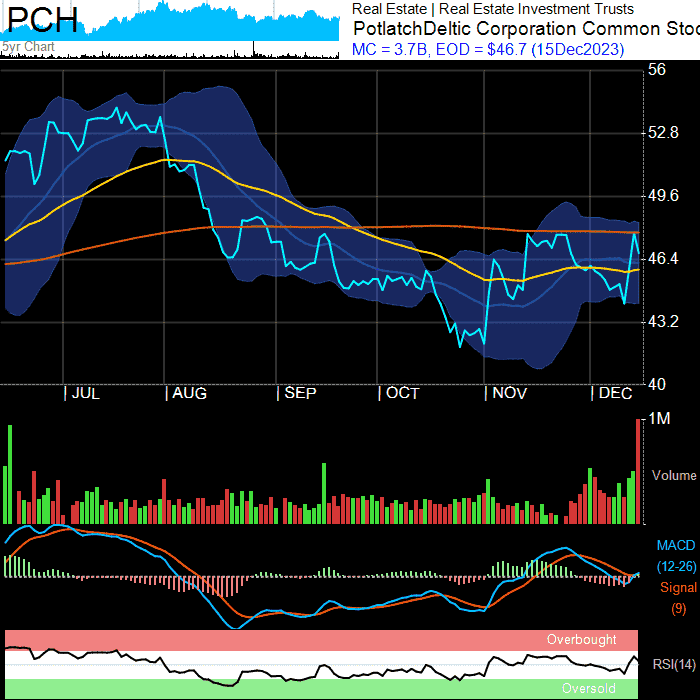 PCH
5yr Chart
Real Estate | Real Estate Investment Trusts
PotlatchDeltic Corporation Common Stoc
MC = 3.7B, EOD = $46.7 (15Dec2023)
56
52.8
49.6
46.4
43.2
40
| JUL | AUG | SEP | OCT | NOV | DEC
1M
Volume
MACD
(12-26)
Signal
(9)
Overbought
RSI(14)
Oversold